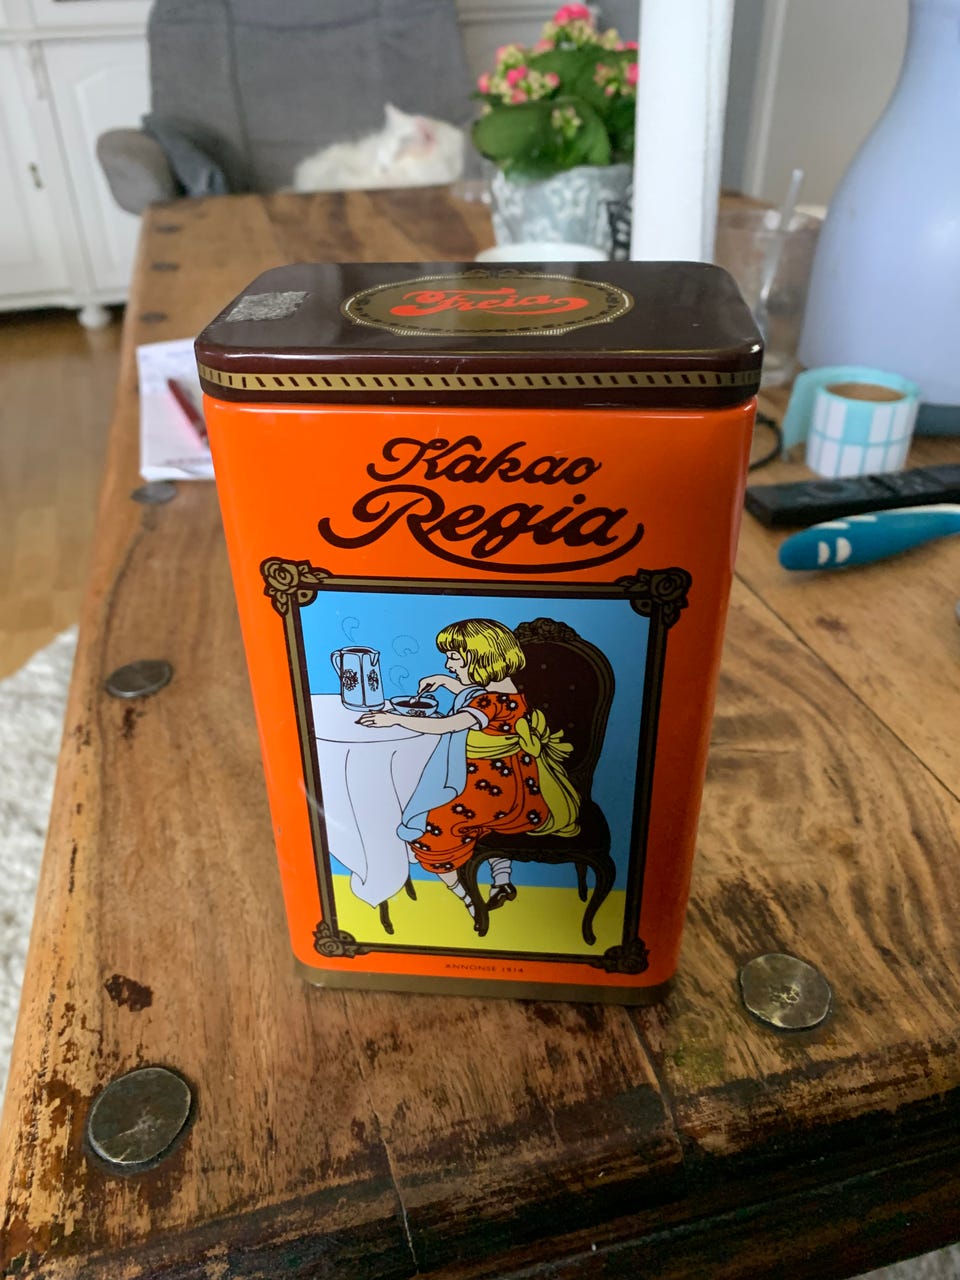 Freia
Kakao
Regia
ANNONSE 1914